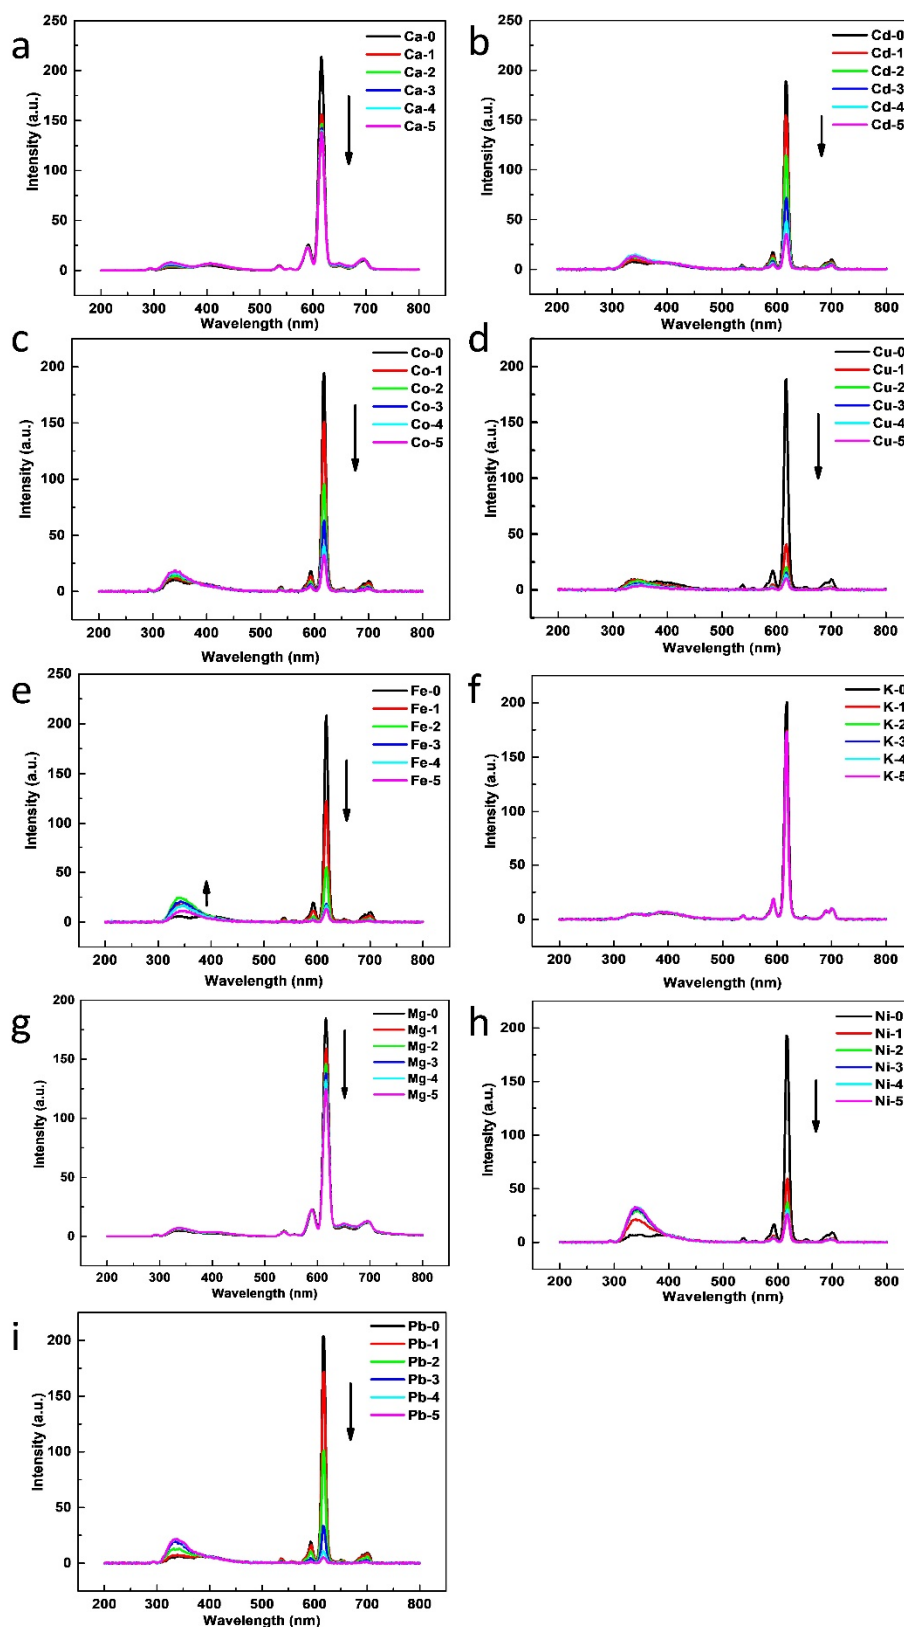 a
250
200
150
100
50
0
Intensity (a.u.)
Ca-0
Ca-1
Ca-2
Ca-3
Ca-4
Ca-5
200 300 400 500 600 700 800
Wavelength (nm)
b
250
200
150
100
50
0
Intensity (a.u.)
Cd-0
Cd-1
Cd-2
Cd-3
Cd-4
Cd-5
200 300 400 500 600 700 800
Wavelength (nm)
c
200
150
100
50
0
Intensity (a.u.)
Co-0
Co-1
Co-2
Co-3
Co-4
Co-5
200 300 400 500 600 700 800
Wavelength (nm)
d
200
150
100
50
0
Intensity (a.u.)
Cu-0
Cu-1
Cu-2
Cu-3
Cu-4
Cu-5
200 300 400 500 600 700 800
Wavelength (nm)
e
250
200
150
100
50
0
Intensity (a.u.)
Fe-0
Fe-1
Fe-2
Fe-3
Fe-4
Fe-5
200 300 400 500 600 700 800
Wavelength (nm)
f
200
150
100
50
0
Intensity (a.u.)
K-0
K-1
K-2
K-3
K-4
K-5
200 300 400 500 600 700 800
Wavelength (nm)
g
200
150
100
50
0
Intensity (a.u.)
Mg-0
Mg-1
Mg-2
Mg-3
Mg-4
Mg-5
200 300 400 500 600 700 800
Wavelength (nm)
h
200
150
100
50
0
Intensity (a.u.)
Ni-0
Ni-1
Ni-2
Ni-3
Ni-4
Ni-5
200 300 400 500 600 700 800
Wavelength (nm)
i
200
150
100
50
0
Intensity (a.u.)
Pb-0
Pb-1
Pb-2
Pb-3
Pb-4
Pb-5
200 300 400 500 600 700 800
Wavelength (nm)